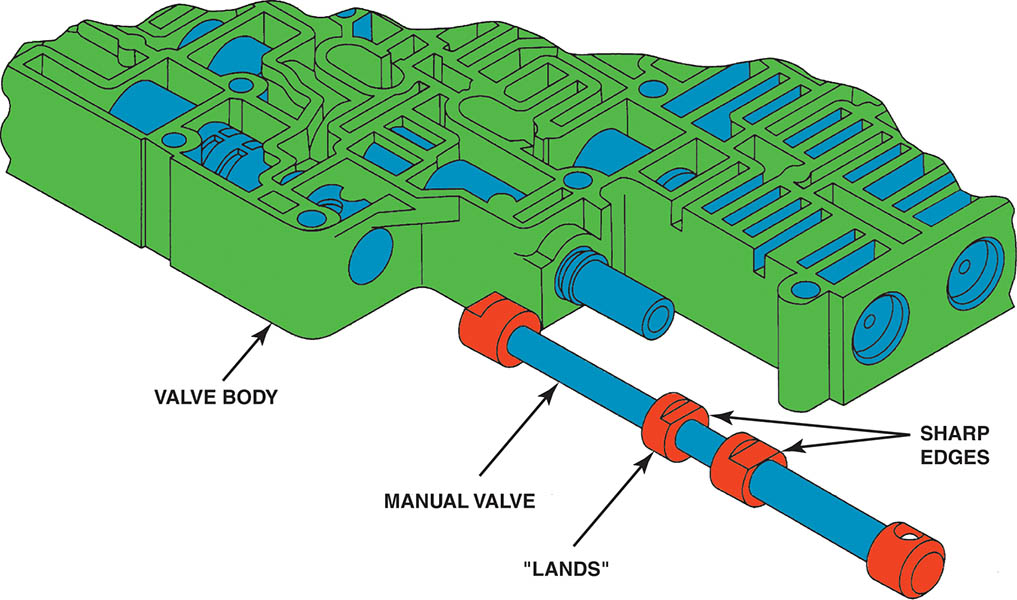 VALVE BODY
MANUAL VALVE
"LANDS"
SHARP
EDGES